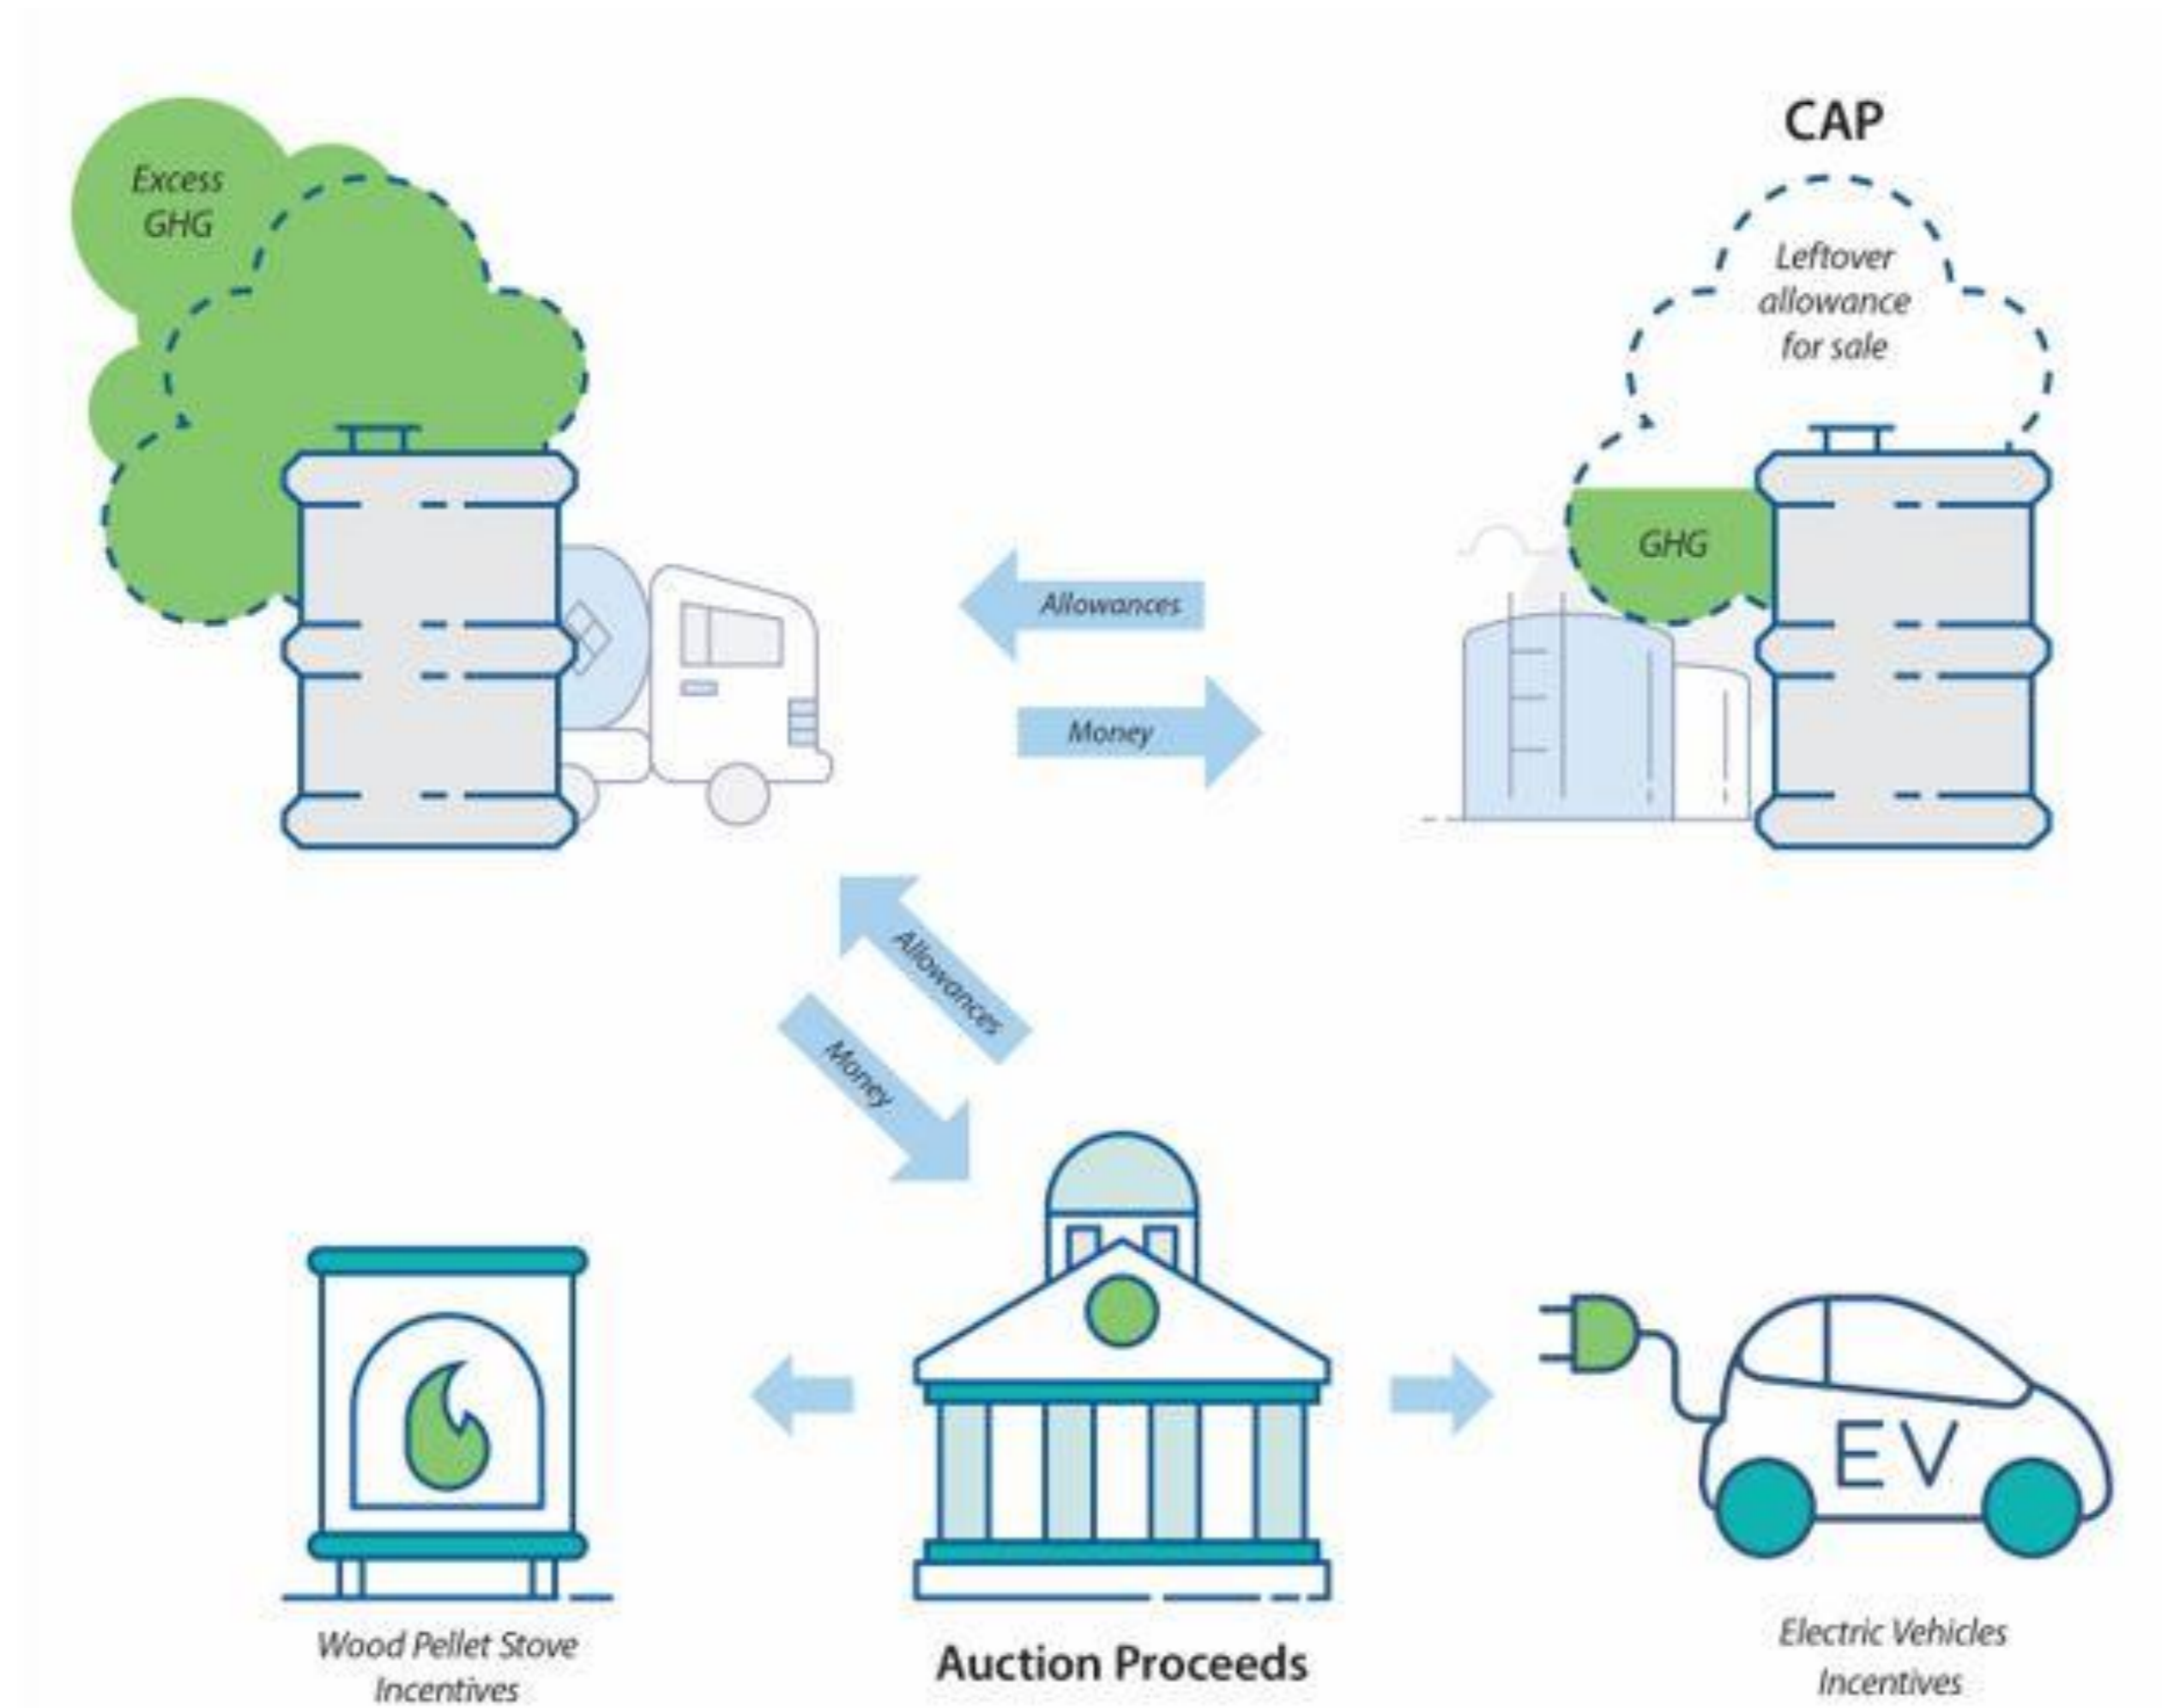 CAP
Excess
GHG
Leftover
allowance
for sale
GHG
Allowances
Money
Allowances
Money
EV
Wood Pellet Stove
Incentives
Auction Proceeds
Electric Vehicles
Incentives